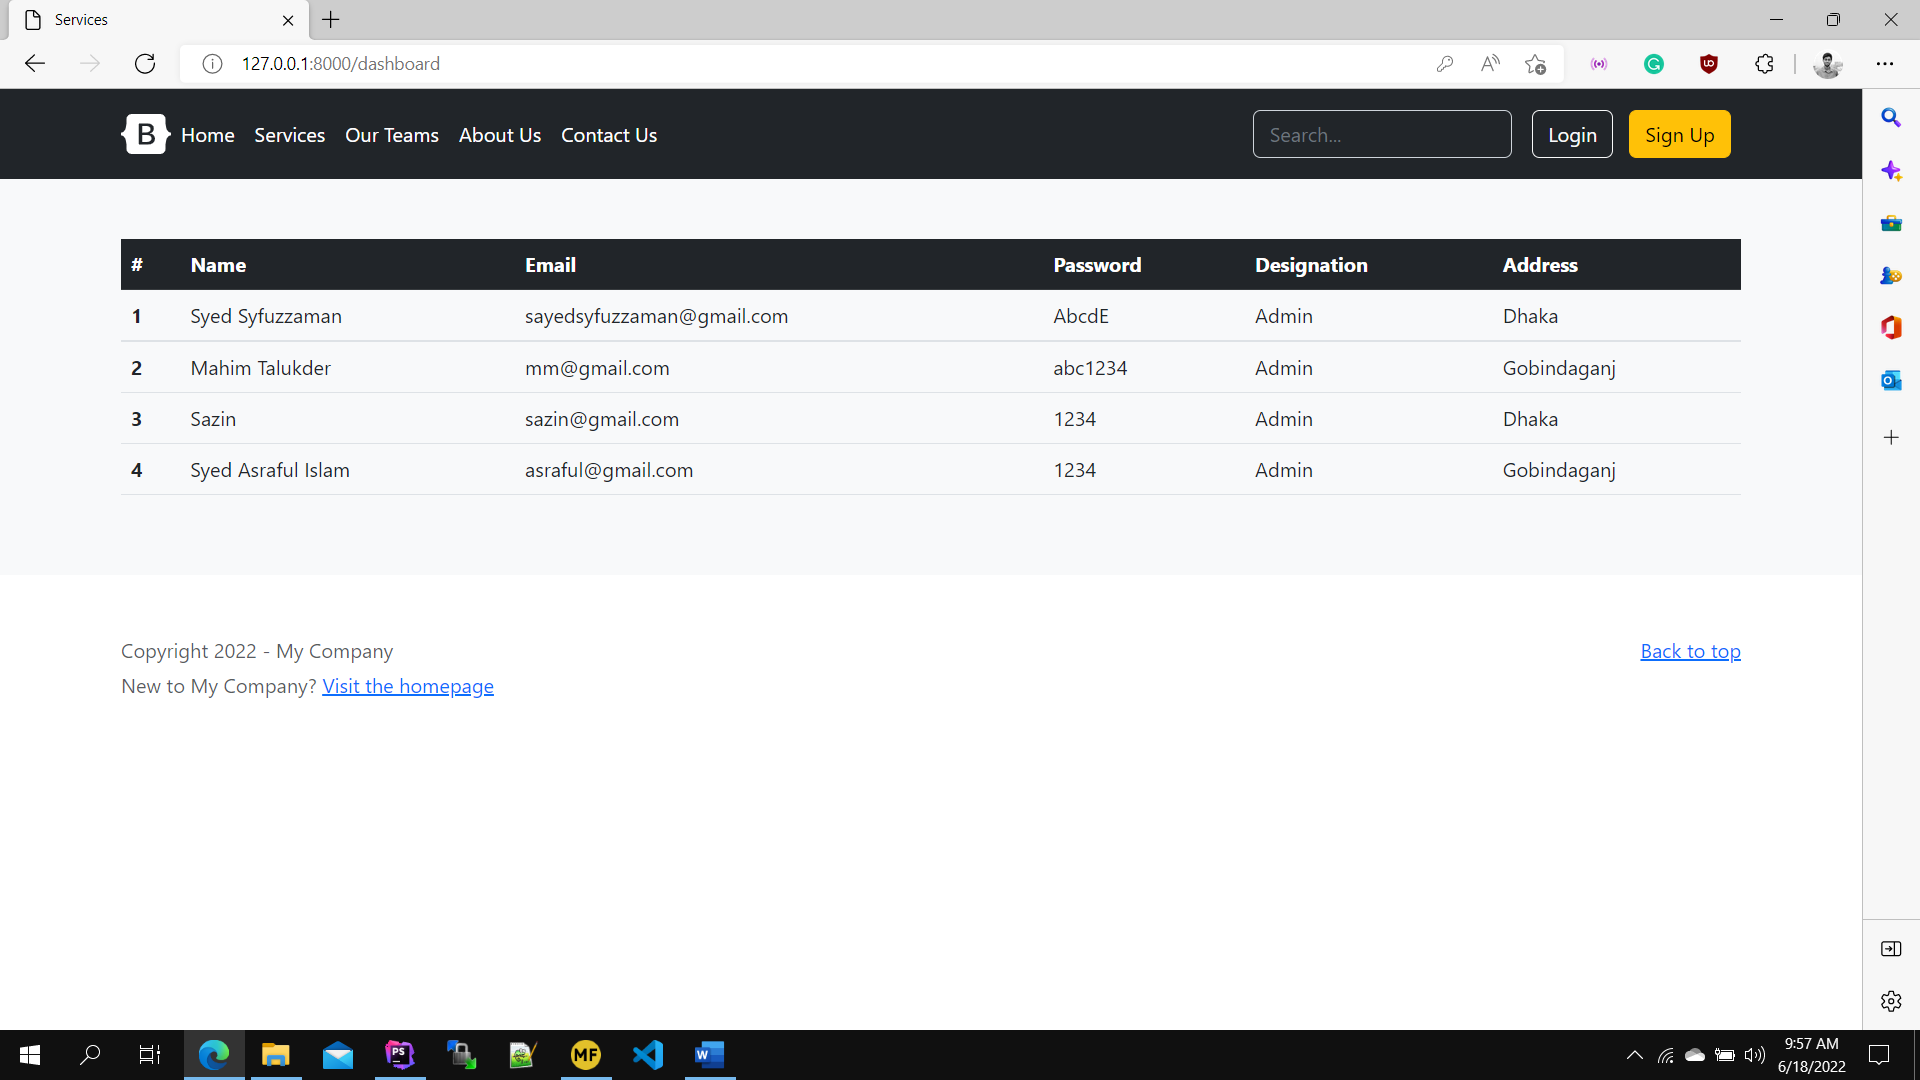 Services
127.0.0.1:8000/dashboard
B Home Services Our Teams About Us Contact Us Search... Login Sign Up
# Name Email Password Designation Address
1 Syed Syfuzzaman sayedsyfuzzaman@gmail.com AbcdE Admin Dhaka
2 Mahim Talukder mm@gmail.com abc1234 Admin Gobindaganj
3 Sazin sazin@gmail.com 1234 Admin Dhaka
4 Syed Asraful Islam asraful@gmail.com 1234 Admin Gobindaganj
Copyright 2022 - My Company Back to top
New to My Company? Visit the homepage
PS
MF
W
9:57 AM
6/18/2022